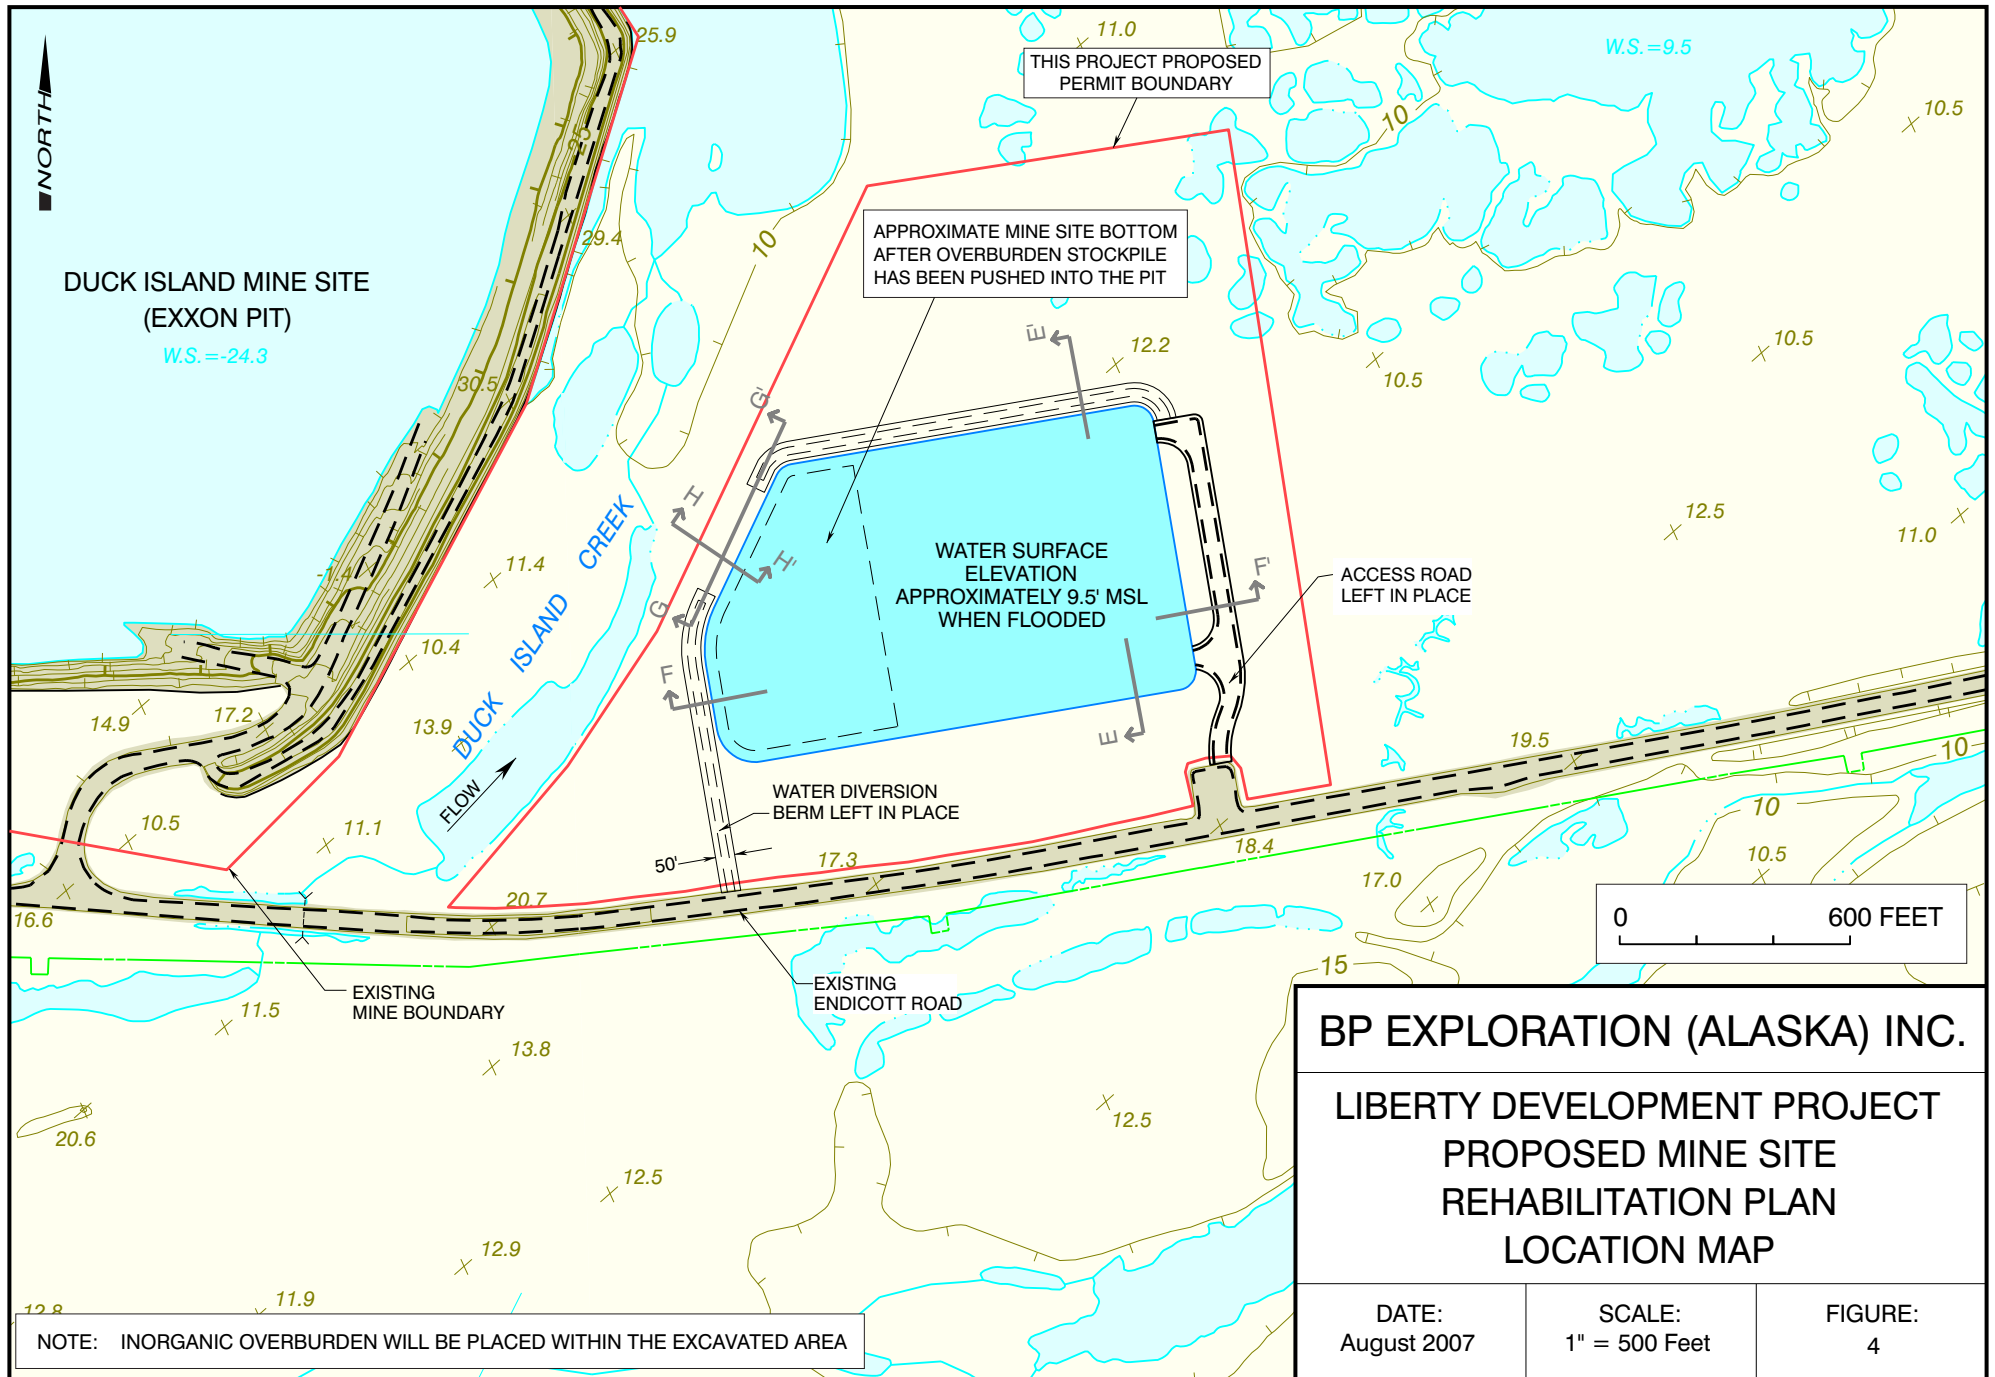 25.9
11.0
W.S.=9.5
THIS PROJECT PROPOSED
PERMIT BOUNDARY
10
10.5
NORTH
25
29.4
10
APPROXIMATE MINE SITE BOTTOM
AFTER OVERBURDEN STOCKPILE
HAS BEEN PUSHED INTO THE PIT
DUCK ISLAND MINE SITE
(EXXON PIT)
W.S.=-24.3
E'
12.2
10.5
10.5
30.5
G'
H
12.5
11.0
DUCK ISLAND CREEK
11.4
-1.4
H'
WATER SURFACE
ELEVATION
APPROXIMATELY 9.5' MSL
WHEN FLOODED
F'
ACCESS ROAD
LEFT IN PLACE
G
10.4
F
14.9
17.2
13.9
E
19.5
10
FLOW
WATER DIVERSION
BERM LEFT IN PLACE
10
10.5
11.1
50'
17.3
18.4
10.5
17.0
16.6
20.7
0
600 FEET
15
EXISTING
MINE BOUNDARY
EXISTING
ENDICOTT ROAD
11.5
13.8
12.5
20.6
12.5
12.9
11.9
12.8
NOTE: INORGANIC OVERBURDEN WILL BE PLACED WITHIN THE EXCAVATED AREA
BP EXPLORATION (ALASKA) INC.
LIBERTY DEVELOPMENT PROJECT
PROPOSED MINE SITE
REHABILITATION PLAN
LOCATION MAP
DATE:
August 2007
SCALE:
1" = 500 Feet
FIGURE:
4